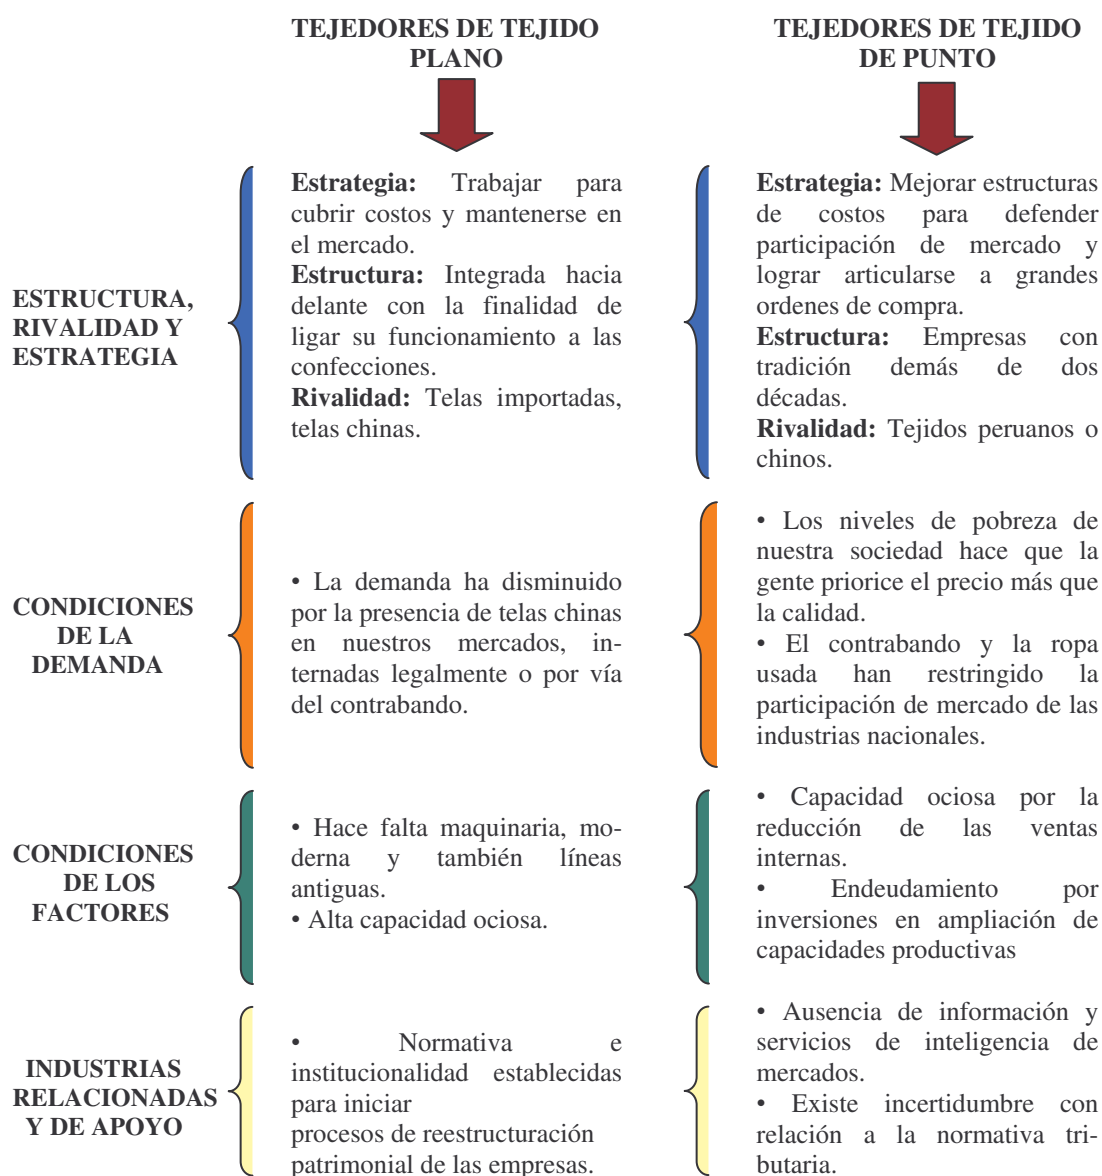 TEJEDORES DE TEJIDO
PLANO
TEJEDORES DE TEJIDO
DE PUNTO
ESTRUCTURA,
RIVALIDAD Y
ESTRATEGIA
Estrategia: Trabajar para
cubrir costos y mantenerse en
el mercado.
Estructura: Integrada hacia
delante con la finalidad de
ligar su funcionamiento a las
confecciones.
Rivalidad: Telas importadas,
telas chinas.
Estrategia: Mejorar estructuras
de costos para defender
participación de mercado y
lograr articularse a grandes
ordenes de compra.
Estructura: Empresas con
tradición demás de dos
décadas.
Rivalidad: Tejidos peruanos o
chinos.
CONDICIONES
DE LA
DEMANDA
• La demanda ha disminuido
por la presencia de telas chinas
en nuestros mercados, in-
ternadas legalmente o por vía
del contrabando.
• Los niveles de pobreza de
nuestra sociedad hace que la
gente priorice el precio más que
la calidad.
• El contrabando y la ropa
usada han restringido la
participación de mercado de las
industrias nacionales.
CONDICIONES
DE LOS
FACTORES
• Hace falta maquinaria, mo-
derna y también líneas
antiguas.
• Alta capacidad ociosa.
• Capacidad ociosa por la
reducción de las ventas
internas.
• Endeudamiento por
inversiones en ampliación de
capacidades productivas
INDUSTRIAS
RELACIONADAS
Y DE APOYO
• Normativa e
institucionalidad establecidas
para iniciar
procesos de reestructuración
patrimonial de las empresas.
• Ausencia de información y
servicios de inteligencia de
mercados.
• Existe incertidumbre con
relación a la normativa tri-
butaria.